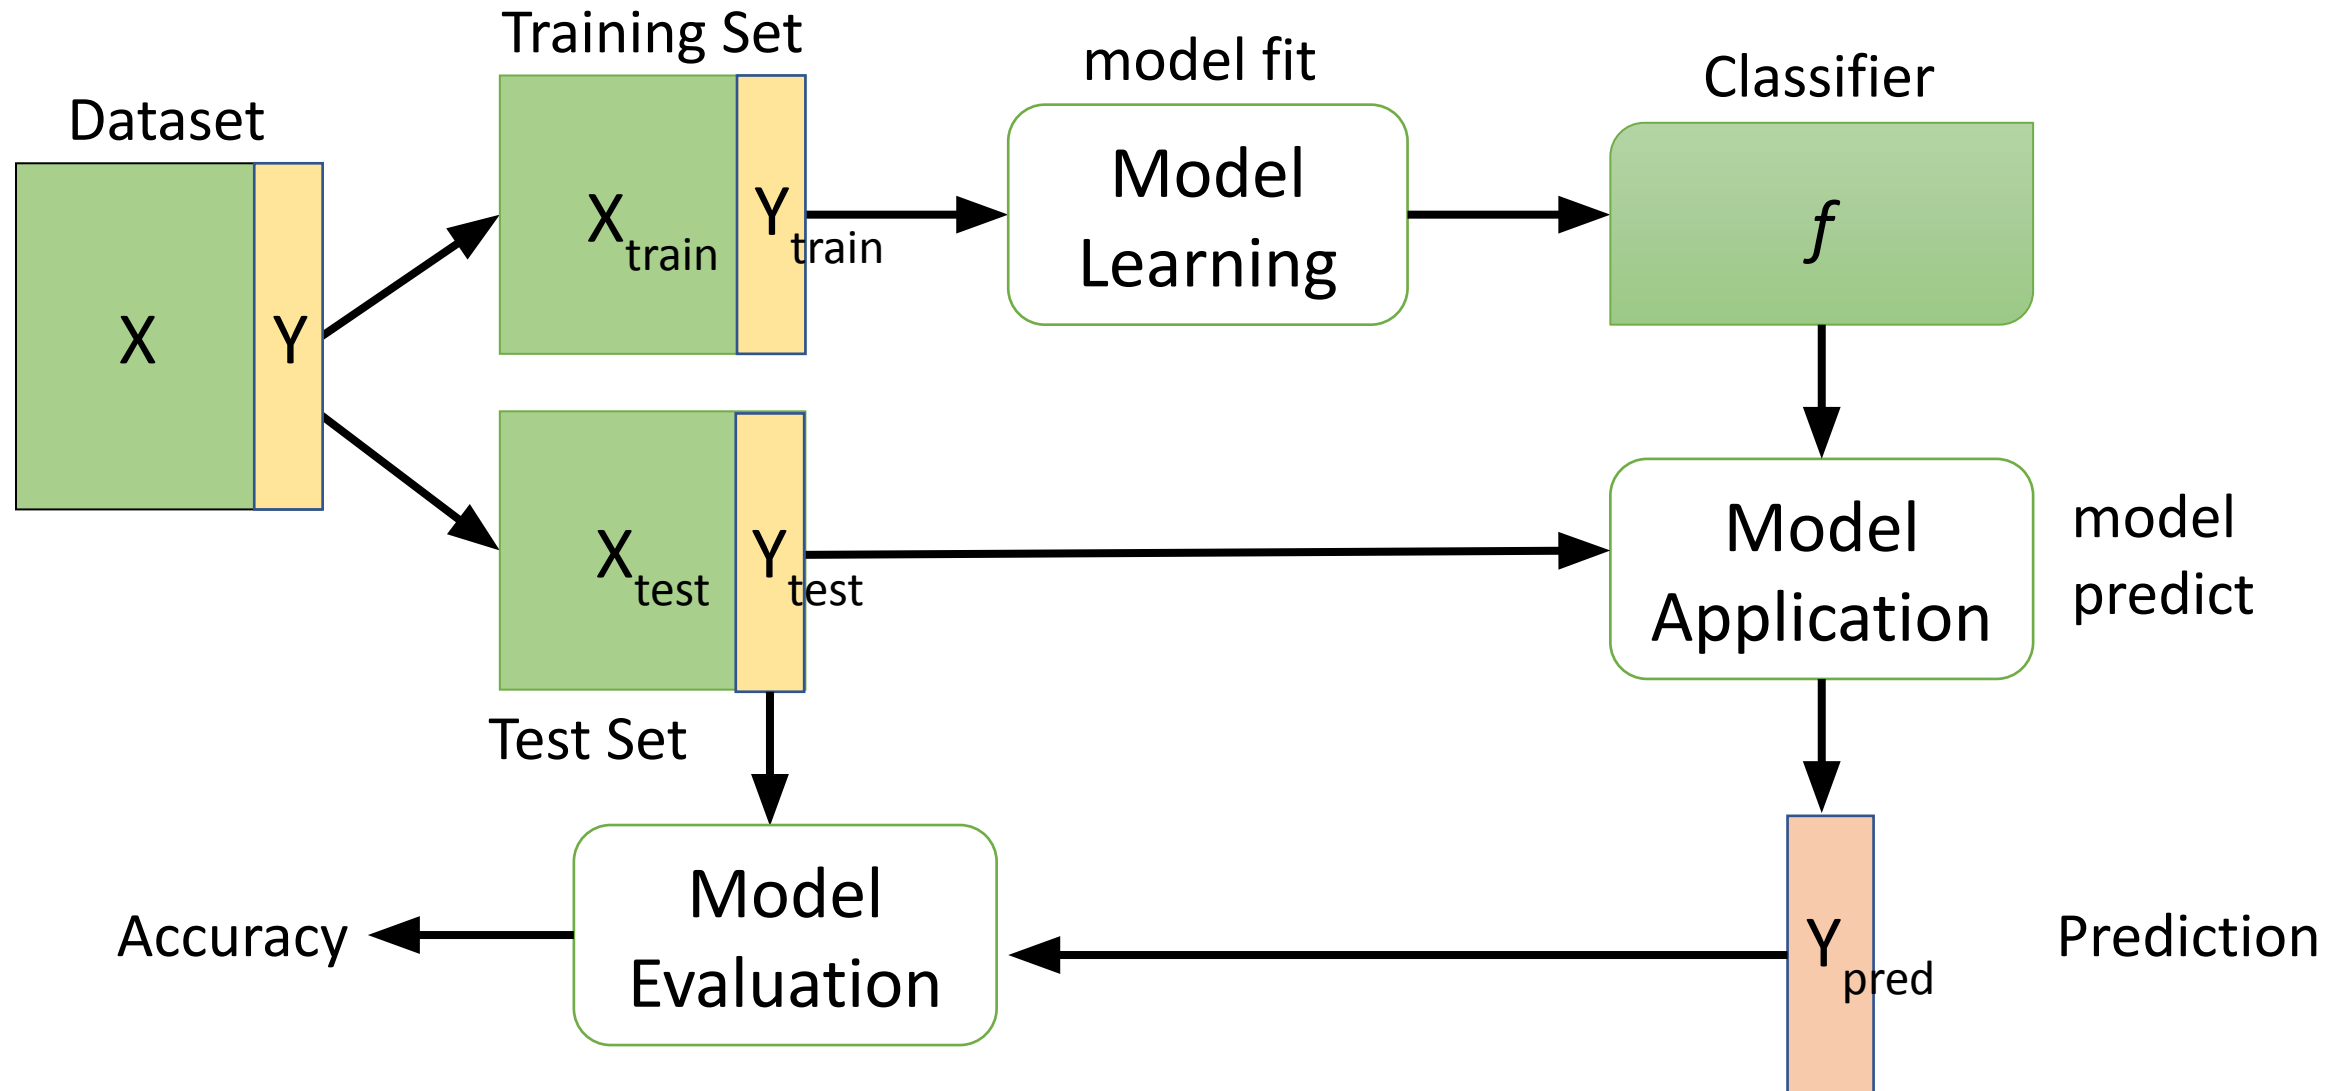 Training Set
model fit
Classifier
Dataset
X
Y
X train
Y train
Model
Learning
f
X test
Y test
Model
Application
model
predict
Test Set
Model
Evaluation
Accuracy
Y pred
Prediction